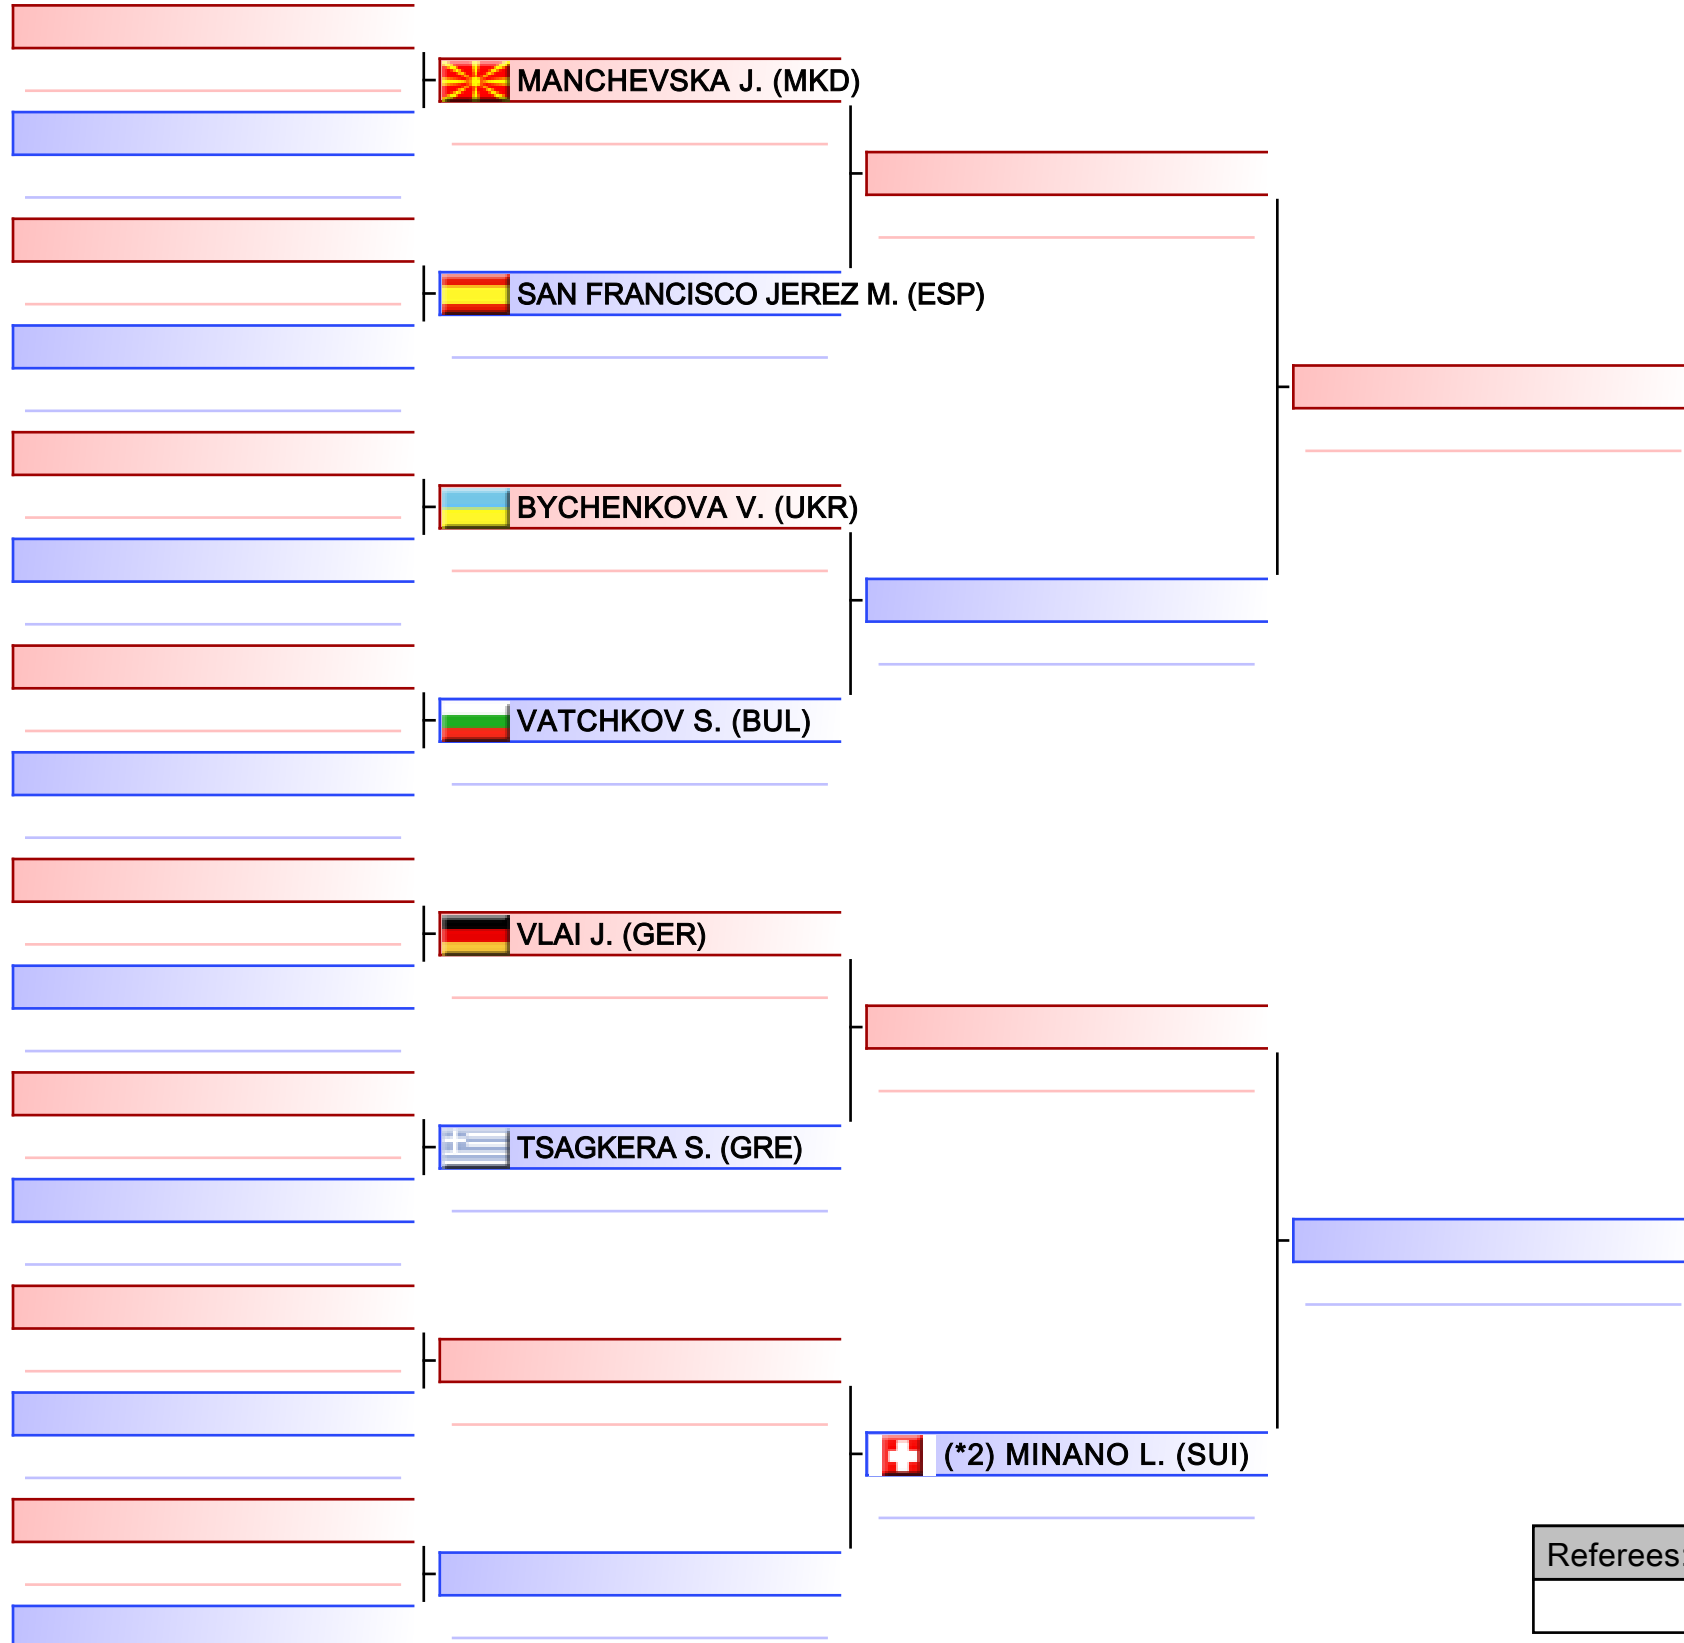 MANCHEVSKA J. (MKD)
SAN FRANCISCO JEREZ M. (ESP)
BYCHENKOVA V. (UKR)
VATCHKOV S. (BUL)
VLAI J. (GER)
TSAGKERA S. (GRE)
(*2) MINANO L. (SUI)
Referees: